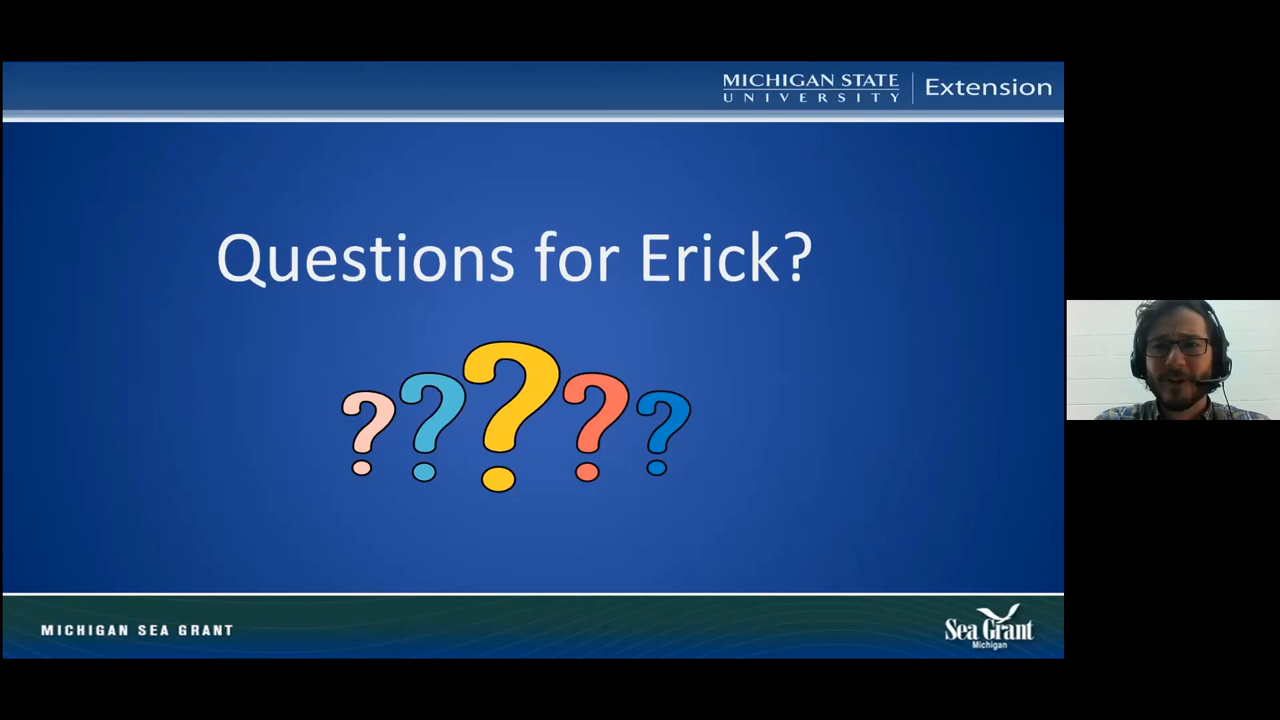 MICHIGAN STATE
UNIVERSITY
Extension
Questions for Erick?
? ? ? ? ?
MICHIGAN SEA GRANT
Sea Grant
Michigan